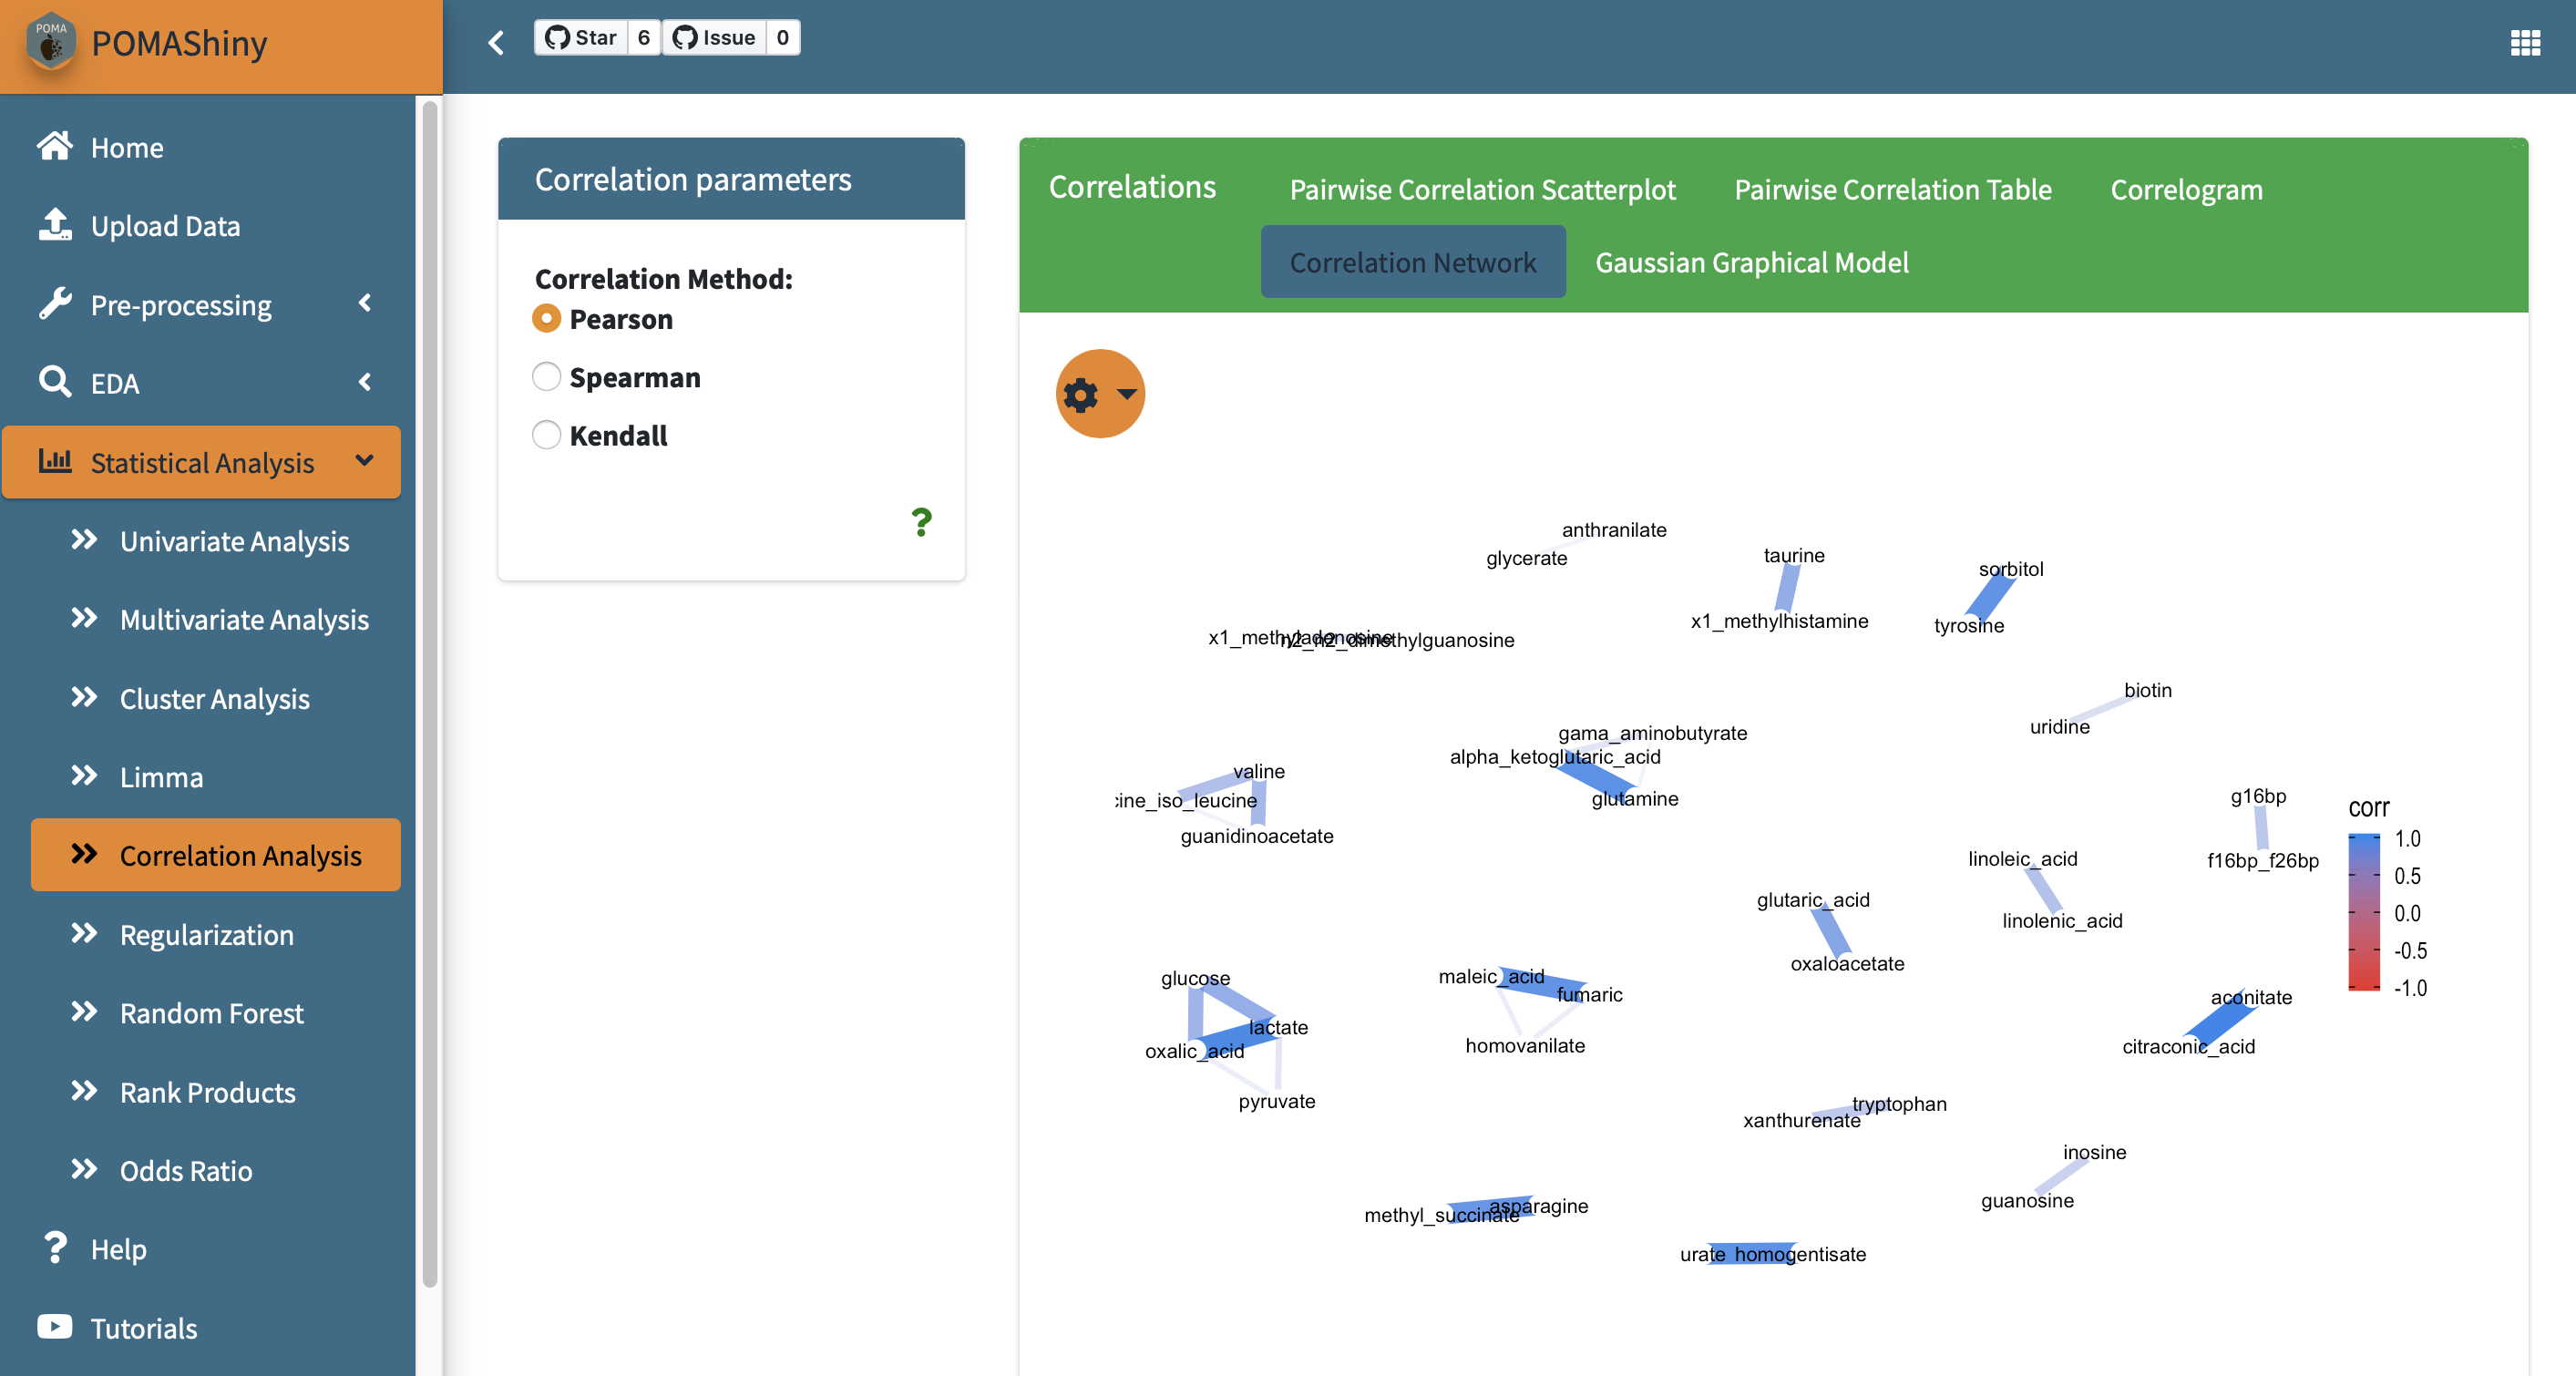 POMA
POMAShiny
Star 6 Issue 0
Home
Upload Data
Pre-processing
EDA
Statistical Analysis
Univariate Analysis
Multivariate Analysis
Cluster Analysis
Limma
Correlation Analysis
Regularization
Random Forest
Rank Products
Odds Ratio
Help
Tutorials
Correlation parameters
Correlation Method:
Pearson
Spearman
Kendall
?
Correlations
Pairwise Correlation Scatterplot
Pairwise Correlation Table
Correlogram
Correlation Network
Gaussian Graphical Model
anthranilate
glycerate
taurine
sorbitol
x1_methylhistamine
tyrosine
x1_methyladenosine
n2_n2_dimethylguanosine
biotin
uridine
gama_aminobutyrate
alpha_ketoglutaric_acid
glutamine
valine
cine_iso_leucine
guanidinoacetate
g16bp
f16bp_f26bp
linoleic_acid
linolenic_acid
glutaric_acid
oxaloacetate
glucose
lactate
oxalic_acid
pyruvate
maleic_acid
fumaric
homovanilate
aconitate
citraconic_acid
tryptophan
xanthurenate
inosine
guanosine
asparagine
methyl_succinate
urate homogentisate
corr
1.0
0.5
0.0
-0.5
-1.0